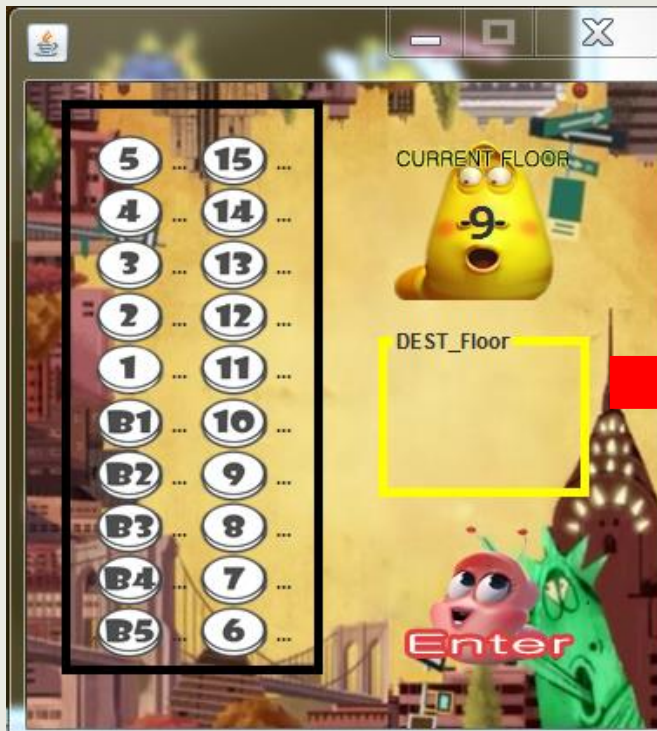 5 ... 15 ...
4 ... 14 ...
3 ... 13 ...
2 ... 12 ...
1 ... 11 ...
B1 ... 10 ...
B2 ... 9 ...
B3 ... 8 ...
B4 ... 7 ...
B5 ... 6 ...
CURRENT FLOOR
-9-
DEST_Floor
Enter